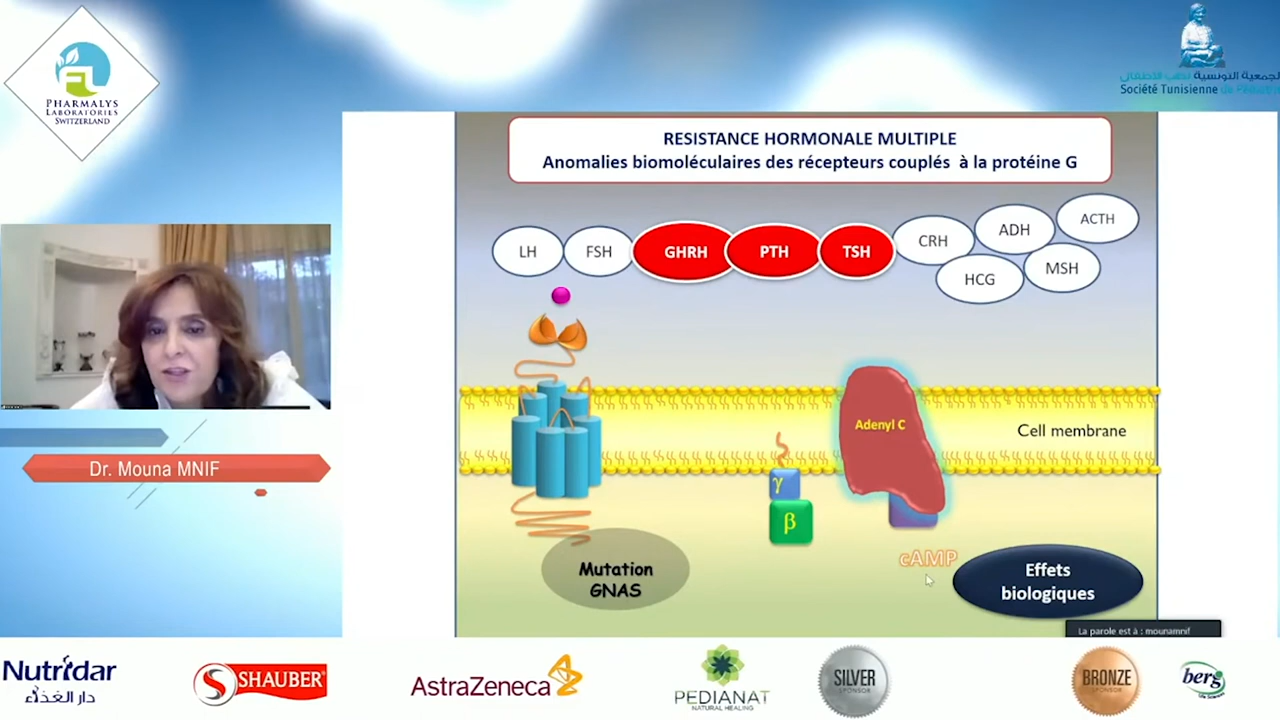 PHARMALYS
LABORATORIES
SWITZERLAND
الجمعية التونسية لطب الأطفال
Société Tunisienne de Pédiatrie
RESISTANCE HORMONALE MULTIPLE
Anomalies biomoléculaires des récepteurs couplés à la protéine G
LH
FSH
GHRH
PTH
TSH
CRH
ADH
ACTH
HCG
MSH
Adenyl C
Cell membrane
γ
β
cAMP
Mutation
GNAS
Effets
biologiques
Dr. Mouna MNIF
La parole est à : mounamnif
Nutridar
دار الغذاء
S SHAUBER
AstraZeneca
PEDIANAT
NATURAL HEALING
SILVER
SPONSOR
BRONZE
SPONSOR
berg
Life Sciences